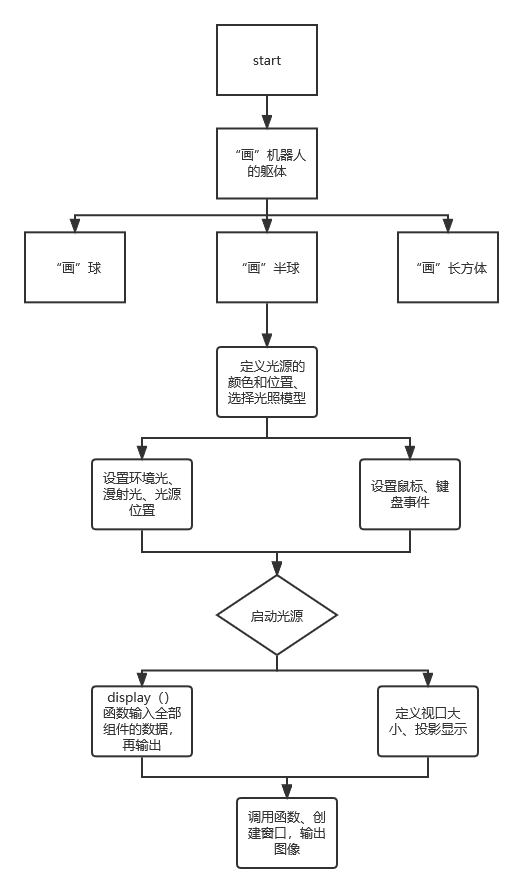 start
“画”机器人
的躯体
“画”球
“画”半球
“画”长方体
定义光源的
颜色和位置、
选择光照模型
设置环境光、
漫射光、光源
位置
设置鼠标、键
盘事件
启动光源
display（）
函数输入全部
组件的数据，
再输出
定义视口大
小、投影显示
调用函数、创
建窗口，输出
图像